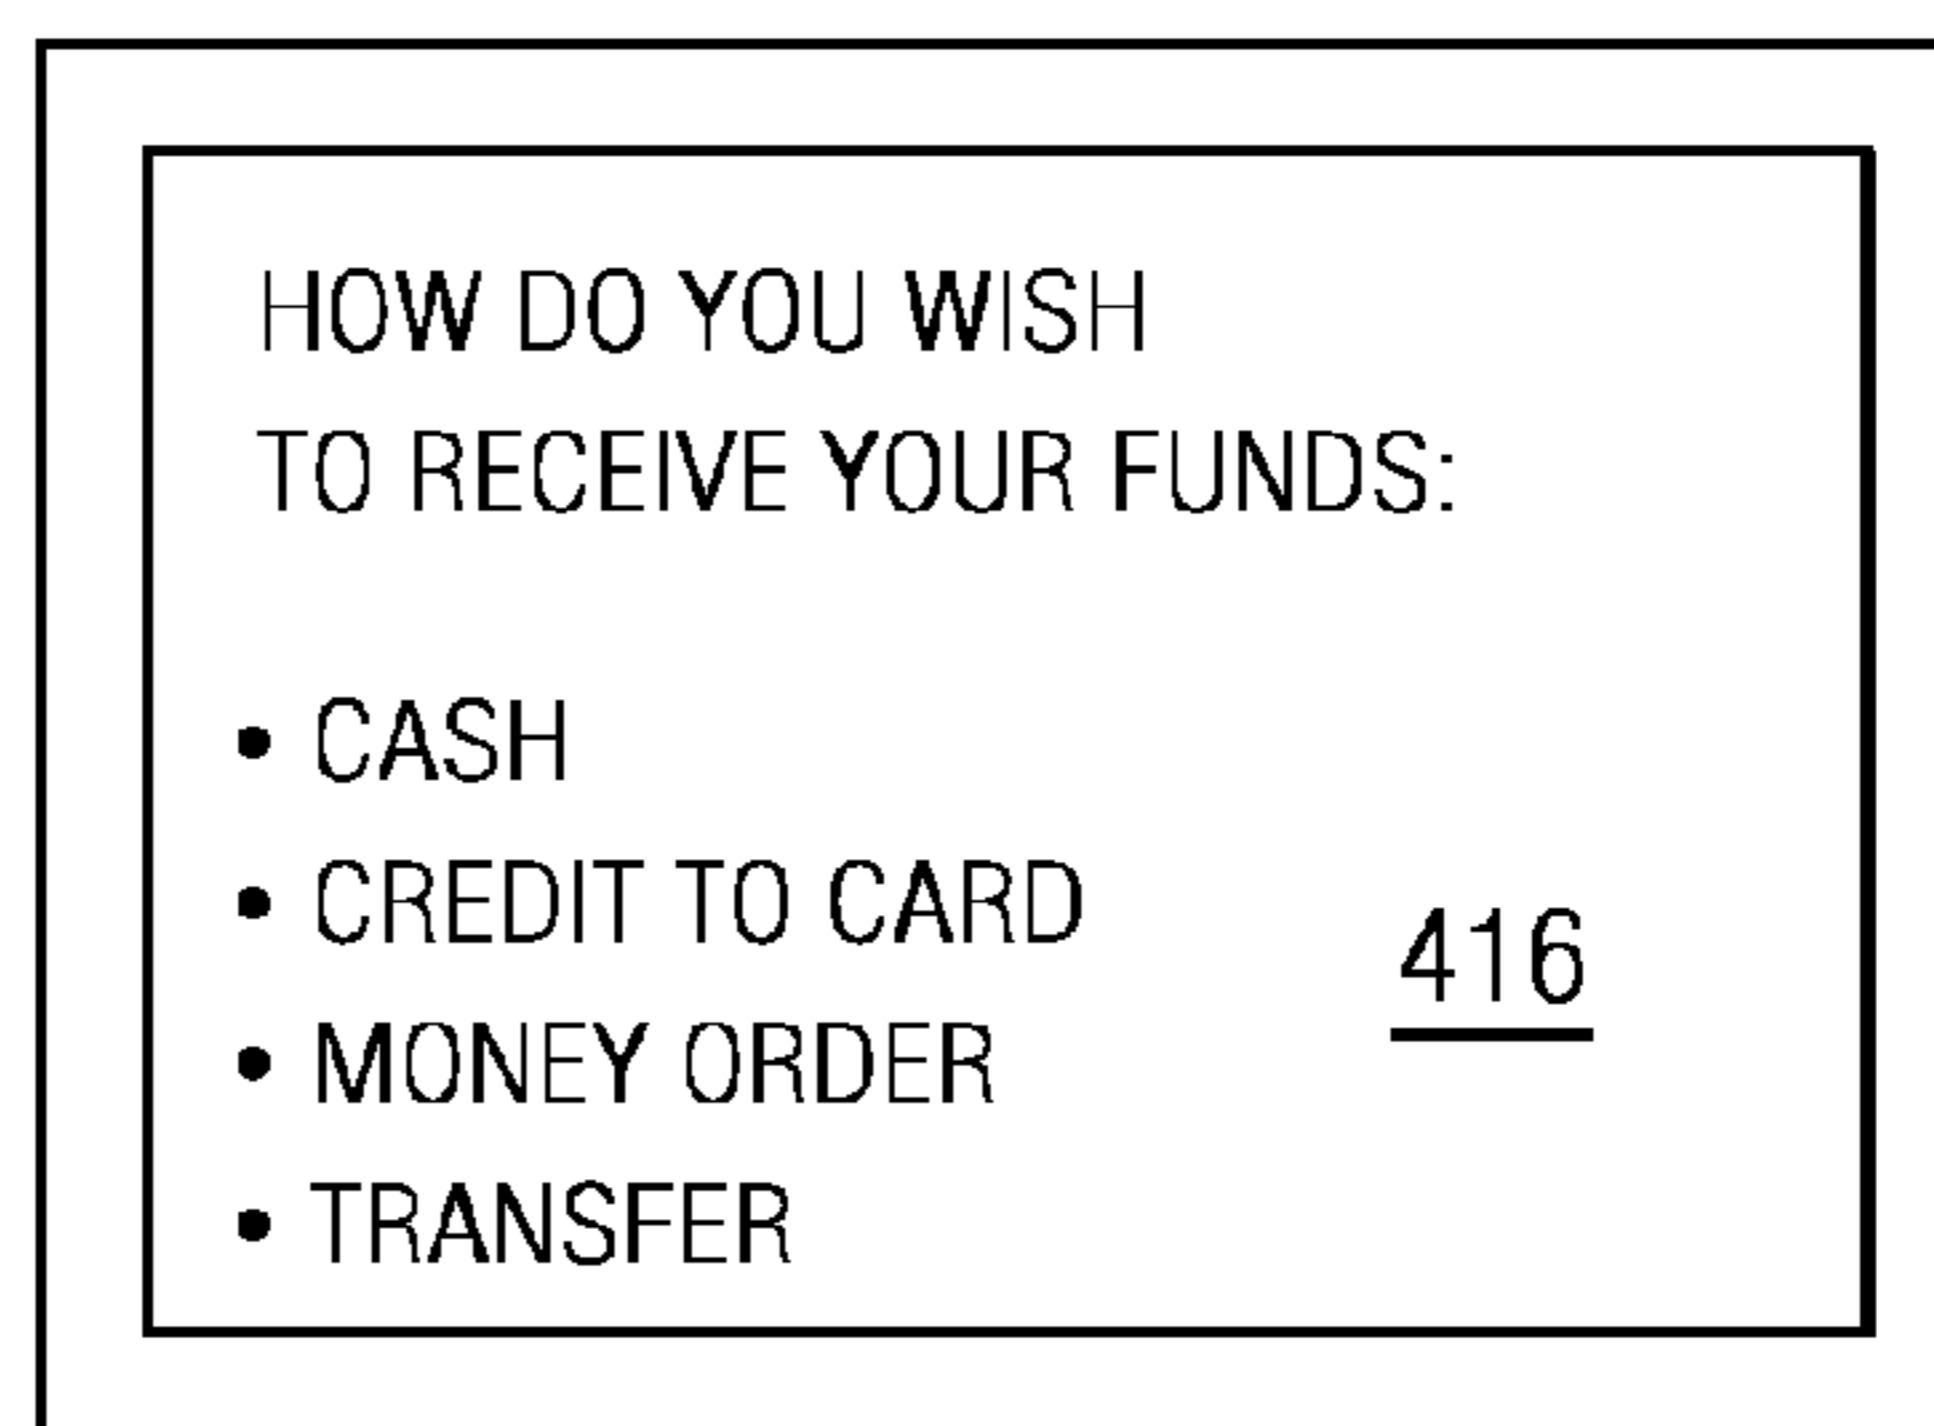 HOW DO YOU WISH
TO RECEIVE YOUR FUNDS:
• CASH
• CREDIT TO CARD
• MONEY ORDER
• TRANSFER
416